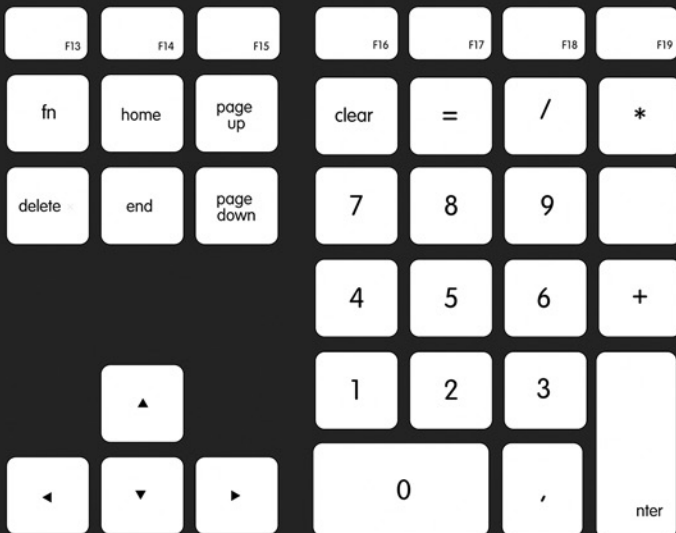 F13 F14 F15 F16 F17 F18 F19
fn home page up clear = / *
delete end page down 7 8 9
4 5 6 +
▲ 1 2 3
◀ ▼ ▶ 0 , nter